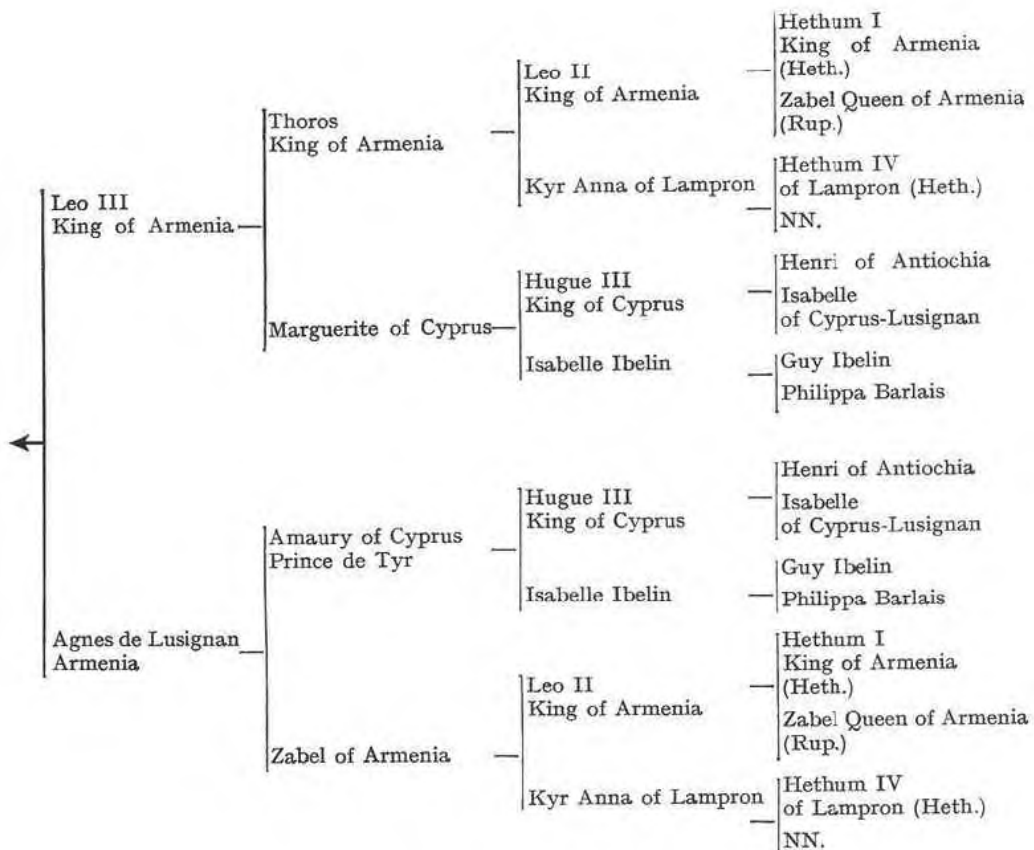 Hethum I
King of Armenia
(Heth.)
Leo II
King of Armenia
Zabel Queen of Armenia
(Rup.)
Thoros
King of Armenia
Hethum IV
of Lampron (Heth.)
Kyr Anna of Lampron
NN.
Leo III
King of Armenia
Henri of Antiochia
Hugue III
King of Cyprus
Isabelle
of Cyprus-Lusignan
Marguerite of Cyprus
Isabelle Ibelin
Guy Ibelin
Philippa Barlais
Henri of Antiochia
Hugue III
King of Cyprus
Isabelle
of Cyprus-Lusignan
Amaury of Cyprus
Prince de Tyr
Guy Ibelin
Isabelle Ibelin
Philippa Barlais
Agnes de Lusignan
Armenia
Hethum I
King of Armenia
(Heth.)
Leo II
King of Armenia
Zabel Queen of Armenia
(Rup.)
Zabel of Armenia
Hethum IV
of Lampron (Heth.)
Kyr Anna of Lampron
NN.